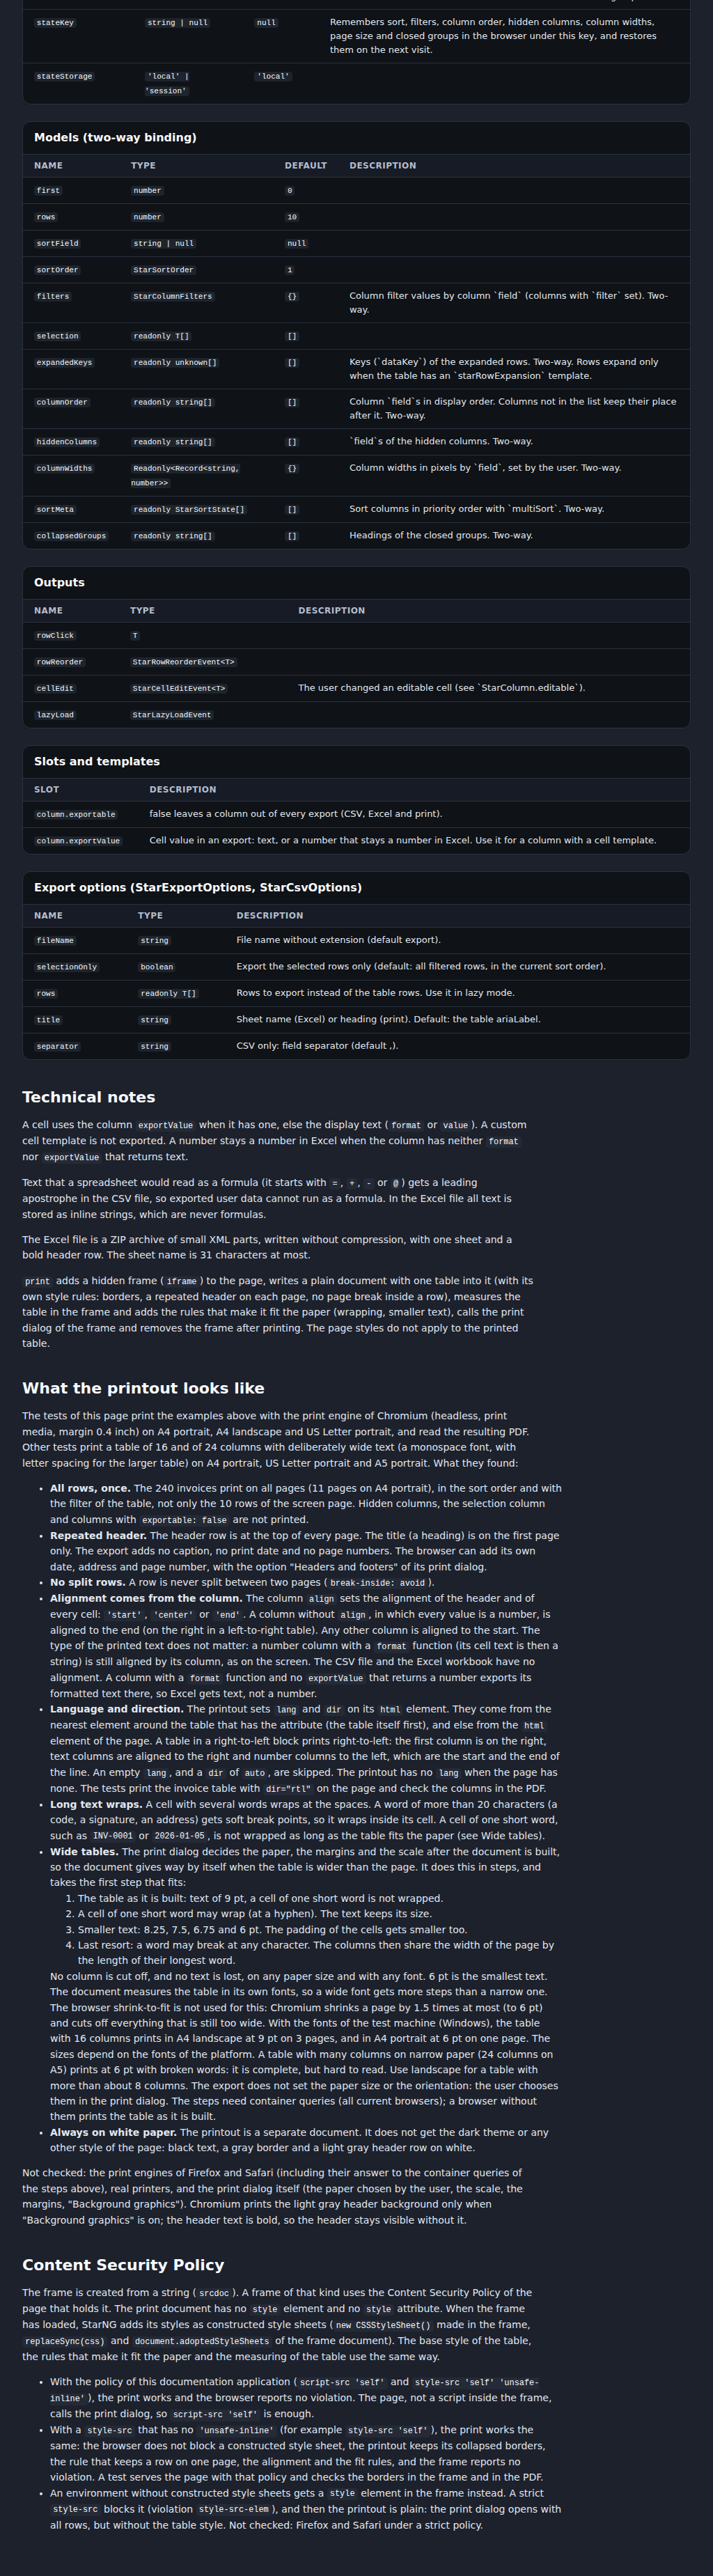 stateKey string | null null Remembers sort, filters, column order, hidden columns, column widths,
page size and closed groups in the browser under this key, and restores
them on the next visit.
stateStorage 'local' | 'local'
'session'
Models (two-way binding)
NAME TYPE DEFAULT DESCRIPTION
first number 0
rows number 10
sortField string | null null
sortOrder StarSortOrder 1
filters StarColumnFilters {} Column filter values by column `field` (columns with `filter` set). Two-
way.
selection readonly T[] []
expandedKeys readonly unknown[] [] Keys (`dataKey`) of the expanded rows. Two-way. Rows expand only
when the table has an `starRowExpansion` template.
columnOrder readonly string[] [] Column `field`s in display order. Columns not in the list keep their place
after it. Two-way.
hiddenColumns readonly string[] [] `field`s of the hidden columns. Two-way.
columnWidths Readonly<Record<string, {} Column widths in pixels by `field`, set by the user. Two-way.
number>>
sortMeta readonly StarSortState[] [] Sort columns in priority order with `multiSort`. Two-way.
collapsedGroups readonly string[] [] Headings of the closed groups. Two-way.
Outputs
NAME TYPE DESCRIPTION
rowClick T
rowReorder StarRowReorderEvent<T>
cellEdit StarCellEditEvent<T> The user changed an editable cell (see `StarColumn.editable`).
lazyLoad StarLazyLoadEvent
Slots and templates
SLOT DESCRIPTION
column.exportable false leaves a column out of every export (CSV, Excel and print).
column.exportValue Cell value in an export: text, or a number that stays a number in Excel. Use it for a column with a cell template.
Export options (StarExportOptions, StarCsvOptions)
NAME TYPE DESCRIPTION
fileName string File name without extension (default export).
selectionOnly boolean Export the selected rows only (default: all filtered rows, in the current sort order).
rows readonly T[] Rows to export instead of the table rows. Use it in lazy mode.
title string Sheet name (Excel) or heading (print). Default: the table ariaLabel.
separator string CSV only: field separator (default ,).
Technical notes
A cell uses the column exportValue when it has one, else the display text ( format or value ). A custom
cell template is not exported. A number stays a number in Excel when the column has neither format
nor exportValue that returns text.
Text that a spreadsheet would read as a formula (it starts with = , + , - or @ ) gets a leading
apostrophe in the CSV file, so exported user data cannot run as a formula. In the Excel file all text is
stored as inline strings, which are never formulas.
The Excel file is a ZIP archive of small XML parts, written without compression, with one sheet and a
bold header row. The sheet name is 31 characters at most.
print adds a hidden frame ( iframe ) to the page, writes a plain document with one table into it (with its
own style rules: borders, a repeated header on each page, no page break inside a row), measures the
table in the frame and adds the rules that make it fit the paper (wrapping, smaller text), calls the print
dialog of the frame and removes the frame after printing. The page styles do not apply to the printed
table.
What the printout looks like
The tests of this page print the examples above with the print engine of Chromium (headless, print
media, margin 0.4 inch) on A4 portrait, A4 landscape and US Letter portrait, and read the resulting PDF.
Other tests print a table of 16 and of 24 columns with deliberately wide text (a monospace font, with
letter spacing for the larger table) on A4 portrait, US Letter portrait and A5 portrait. What they found:
• All rows, once. The 240 invoices print on all pages (11 pages on A4 portrait), in the sort order and with
the filter of the table, not only the 10 rows of the screen page. Hidden columns, the selection column
and columns with exportable: false are not printed.
• Repeated header. The header row is at the top of every page. The title (a heading) is on the first page
only. The export adds no caption, no print date and no page numbers. The browser can add its own
date, address and page number, with the option "Headers and footers" of its print dialog.
• No split rows. A row is never split between two pages ( break-inside: avoid ).
• Alignment comes from the column. The column align sets the alignment of the header and of
every cell: 'start' , 'center' or 'end' . A column without align , in which every value is a number, is
aligned to the end (on the right in a left-to-right table). Any other column is aligned to the start. The
type of the printed text does not matter: a number column with a format function (its cell text is then a
string) is still aligned by its column, as on the screen. The CSV file and the Excel workbook have no
alignment. A column with a format function and no exportValue that returns a number exports its
formatted text there, so Excel gets text, not a number.
• Language and direction. The printout sets lang and dir on its html element. They come from the
nearest element around the table that has the attribute (the table itself first), and else from the html
element of the page. A table in a right-to-left block prints right-to-left: the first column is on the right,
text columns are aligned to the right and number columns to the left, which are the start and the end of
the line. An empty lang , and a dir of auto , are skipped. The printout has no lang when the page has
none. The tests print the invoice table with dir="rtl" on the page and check the columns in the PDF.
• Long text wraps. A cell with several words wraps at the spaces. A word of more than 20 characters (a
code, a signature, an address) gets soft break points, so it wraps inside its cell. A cell of one short word,
such as INV-0001 or 2026-01-05 , is not wrapped as long as the table fits the paper (see Wide tables).
• Wide tables. The print dialog decides the paper, the margins and the scale after the document is built,
so the document gives way by itself when the table is wider than the page. It does this in steps, and
takes the first step that fits:
1. The table as it is built: text of 9 pt, a cell of one short word is not wrapped.
2. A cell of one short word may wrap (at a hyphen). The text keeps its size.
3. Smaller text: 8.25, 7.5, 6.75 and 6 pt. The padding of the cells gets smaller too.
4. Last resort: a word may break at any character. The columns then share the width of the page by
the length of their longest word.
No column is cut off, and no text is lost, on any paper size and with any font. 6 pt is the smallest text.
The document measures the table in its own fonts, so a wide font gets more steps than a narrow one.
The browser shrink-to-fit is not used for this: Chromium shrinks a page by 1.5 times at most (to 6 pt)
and cuts off everything that is still too wide. With the fonts of the test machine (Windows), the table
with 16 columns prints in A4 landscape at 9 pt on 3 pages, and in A4 portrait at 6 pt on one page. The
sizes depend on the fonts of the platform. A table with many columns on narrow paper (24 columns on
A5) prints at 6 pt with broken words: it is complete, but hard to read. Use landscape for a table with
more than about 8 columns. The export does not set the paper size or the orientation: the user chooses
them in the print dialog. The steps need container queries (all current browsers); a browser without
them prints the table as it is built.
• Always on white paper. The printout is a separate document. It does not get the dark theme or any
other style of the page: black text, a gray border and a light gray header row on white.
Not checked: the print engines of Firefox and Safari (including their answer to the container queries of
the steps above), real printers, and the print dialog itself (the paper chosen by the user, the scale, the
margins, "Background graphics"). Chromium prints the light gray header background only when
"Background graphics" is on; the header text is bold, so the header stays visible without it.
Content Security Policy
The frame is created from a string ( srcdoc ). A frame of that kind uses the Content Security Policy of the
page that holds it. The print document has no style element and no style attribute. When the frame
has loaded, StarNG adds its styles as constructed style sheets ( new CSSStyleSheet() made in the frame,
replaceSync(css) and document.adoptedStyleSheets of the frame document). The base style of the table,
the rules that make it fit the paper and the measuring of the table use the same way.
• With the policy of this documentation application ( script-src 'self' and style-src 'self' 'unsafe-
inline' ), the print works and the browser reports no violation. The page, not a script inside the frame,
calls the print dialog, so script-src 'self' is enough.
• With a style-src that has no 'unsafe-inline' (for example style-src 'self' ), the print works the
same: the browser does not block a constructed style sheet, the printout keeps its collapsed borders,
the rule that keeps a row on one page, the alignment and the fit rules, and the frame reports no
violation. A test serves the page with that policy and checks the borders in the frame and in the PDF.
• An environment without constructed style sheets gets a style element in the frame instead. A strict
style-src blocks it (violation style-src-elem ), and then the printout is plain: the print dialog opens with
all rows, but without the table style. Not checked: Firefox and Safari under a strict policy.